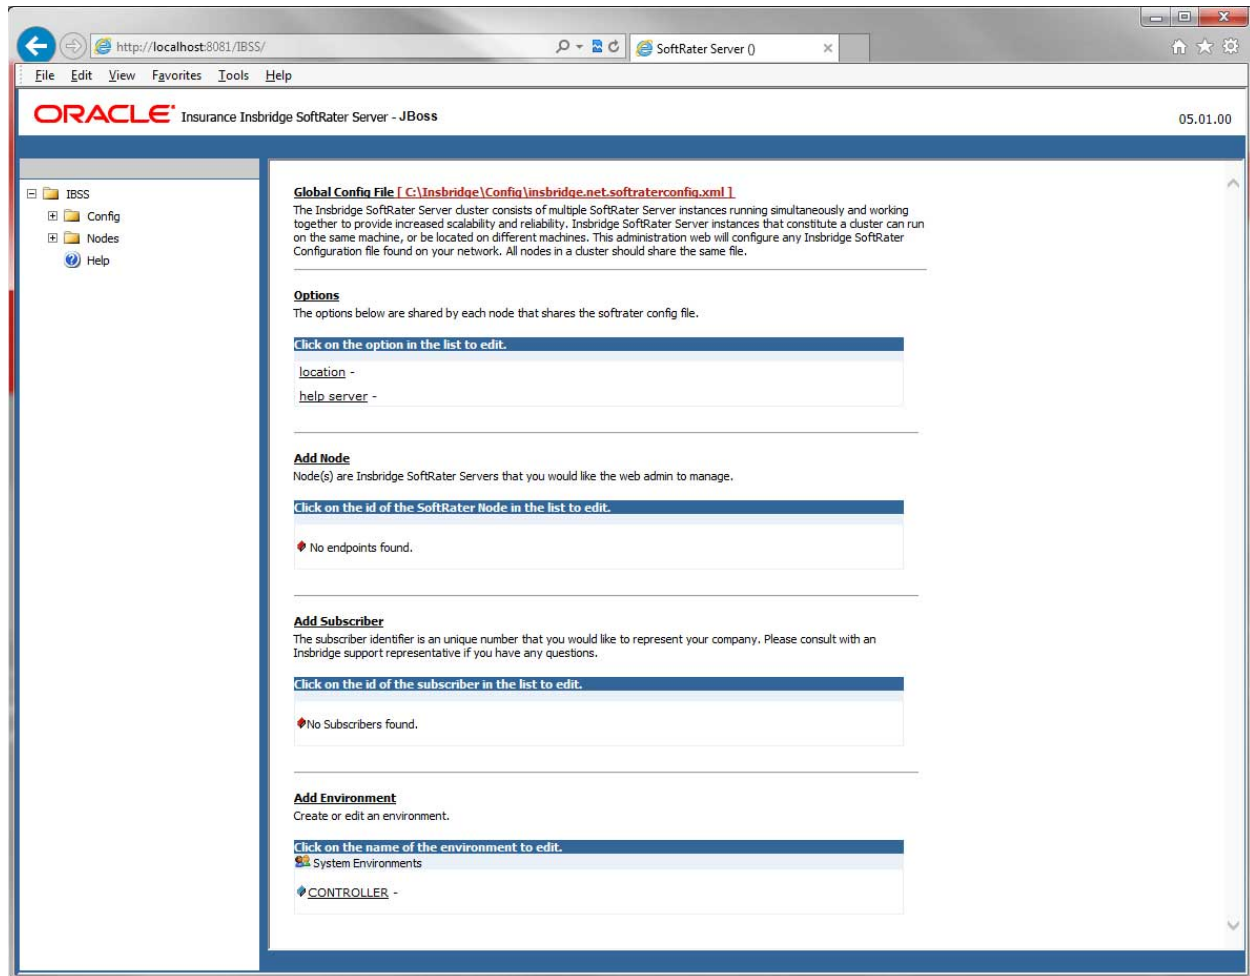 http://localhost:8081/IBSS/
SoftRater Server ()
File Edit View Favorites Tools Help
ORACLE Insurance Insbridge SoftRater Server - JBoss
05.01.00
IBSS
Config
Nodes
Help
Global Config File [ C:\Insbridge\Config\insbridge.net.softraterconfig.xml ]
The Insbridge SoftRater Server cluster consists of multiple SoftRater Server instances running simultaneously and working
together to provide increased scalability and reliability. Insbridge SoftRater Server instances that constitute a cluster can run
on the same machine, or be located on different machines. This administration web will configure any Insbridge SoftRater
Configuration file found on your network. All nodes in a cluster should share the same file.
Options
The options below are shared by each node that shares the softrater config file.
Click on the option in the list to edit.
location -
help server -
Add Node
Node(s) are Insbridge SoftRater Servers that you would like the web admin to manage.
Click on the id of the SoftRater Node in the list to edit.
No endpoints found.
Add Subscriber
The subscriber identifier is an unique number that you would like to represent your company. Please consult with an
Insbridge support representative if you have any questions.
Click on the id of the subscriber in the list to edit.
No Subscribers found.
Add Environment
Create or edit an environment.
Click on the name of the environment to edit.
System Environments
CONTROLLER -